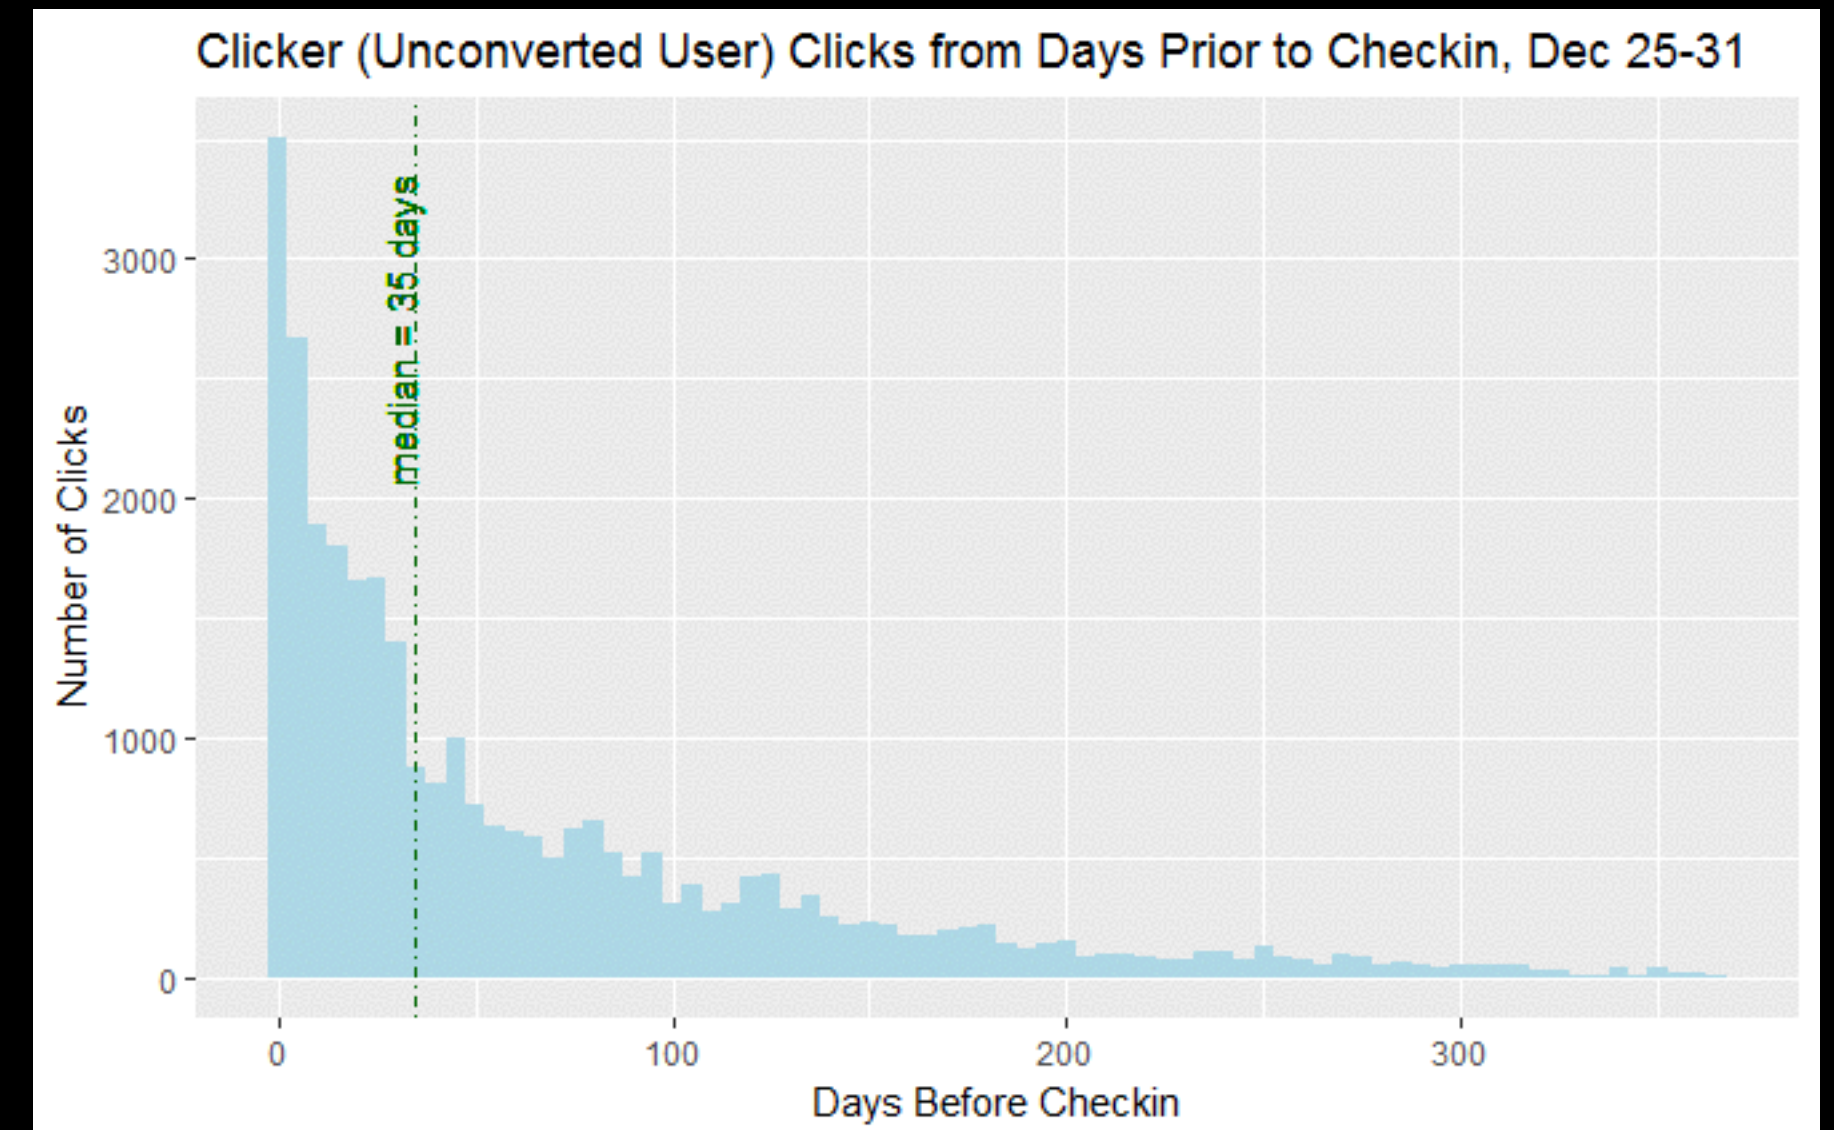 Clicker (Unconverted User) Clicks from Days Prior to Checkin, Dec 25-31
median = 35 days
Number of Clicks
3000
2000
1000
0
0 100 200 300
Days Before Checkin